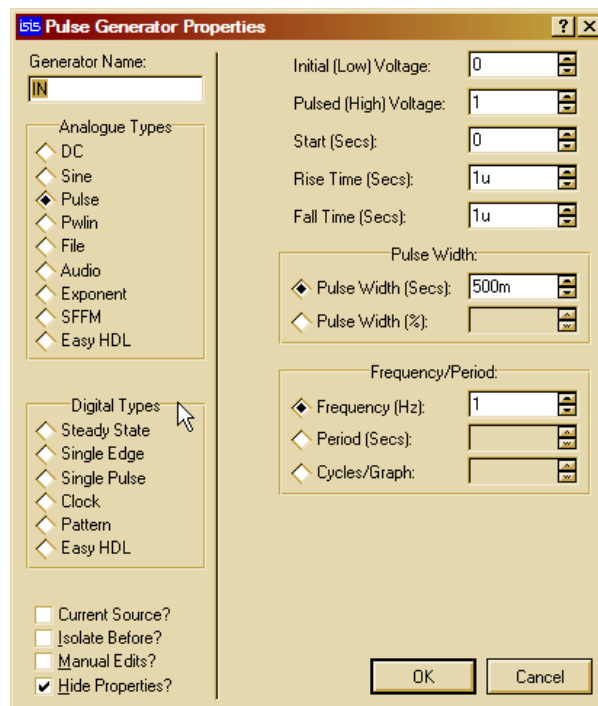 isis Pulse Generator Properties
Generator Name:
IN
Analogue Types
DC
Sine
Pulse
Pwlin
File
Audio
Exponent
SFFM
Easy HDL
Digital Types
Steady State
Single Edge
Single Pulse
Clock
Pattern
Easy HDL
Current Source?
Isolate Before?
Manual Edits?
Hide Properties?
Initial (Low) Voltage: 0
Pulsed (High) Voltage: 1
Start (Secs): 0
Rise Time (Secs): 1u
Fall Time (Secs): 1u
Pulse Width:
Pulse Width (Secs): 500m
Pulse Width (%):
Frequency/Period:
Frequency (Hz): 1
Period (Secs):
Cycles/Graph:
OK Cancel